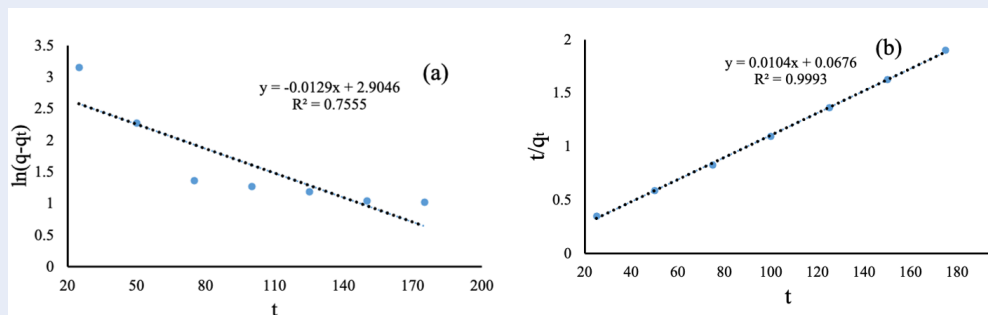 (a)
y = -0.0129x + 2.9046
R² = 0.7555
ln(q-qt)
3.5
3
2.5
2
1.5
1
0.5
0
20 50 80 110 140 170 200
t
(b)
y = 0.0104x + 0.0676
R² = 0.9993
t/qt
2
1.5
1
0.5
0
20 40 60 80 100 120 140 160 180
t